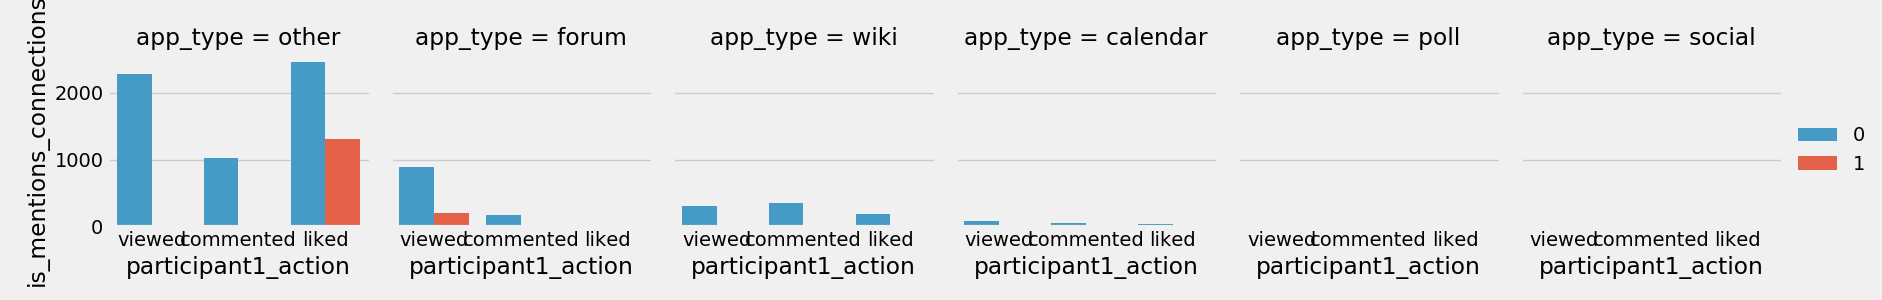 is_mentions_connections
app_type = other
app_type = forum
app_type = wiki
app_type = calendar
app_type = poll
app_type = social
2000
1000
0
viewed commented liked
viewed commented liked
viewed commented liked
viewed commented liked
viewed commented liked
viewed commented liked
participant1_action
participant1_action
participant1_action
participant1_action
participant1_action
participant1_action
0
1